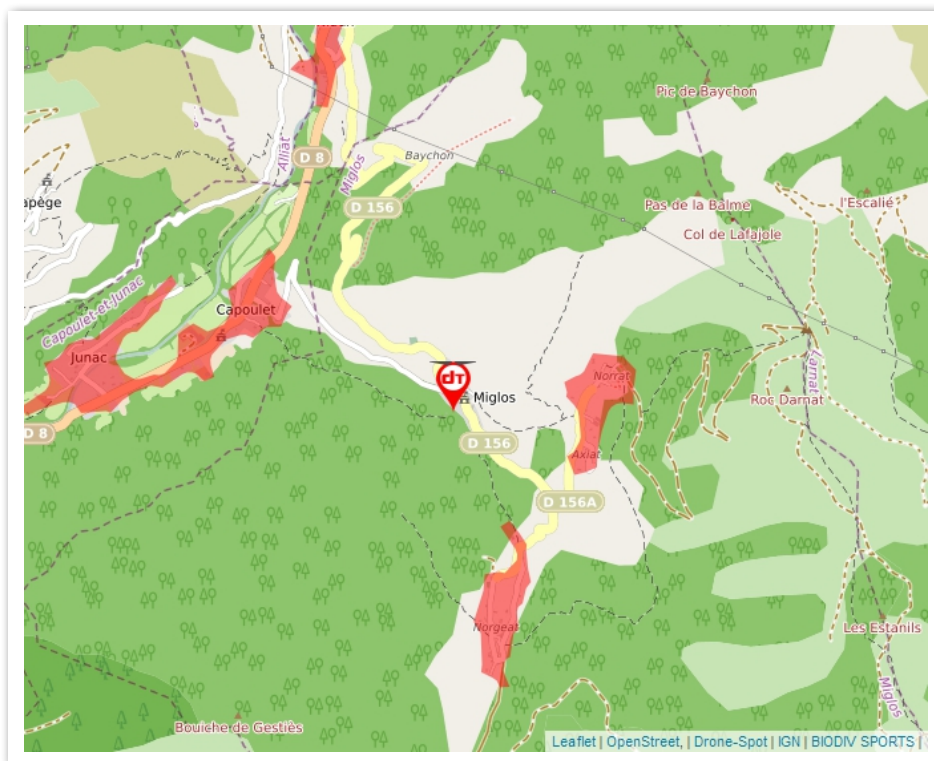 Pic de Baychon
Alliat
D 8
Miglos
Baychon
apège
D 156
Pas de la Balme
l'Escalié
Col de Lafajole
Capoulet-et-Junac
Capoulet
Junac
Larnat
Norrat
dT
Miglos
Roc Darnat
D 8
D 156
Axiat
D 156A
Norgeat
Les Estanils
Miglos
Bouiche de Gestiès
Leaflet | OpenStreet, | Drone-Spot | IGN | BIODIV SPORTS |